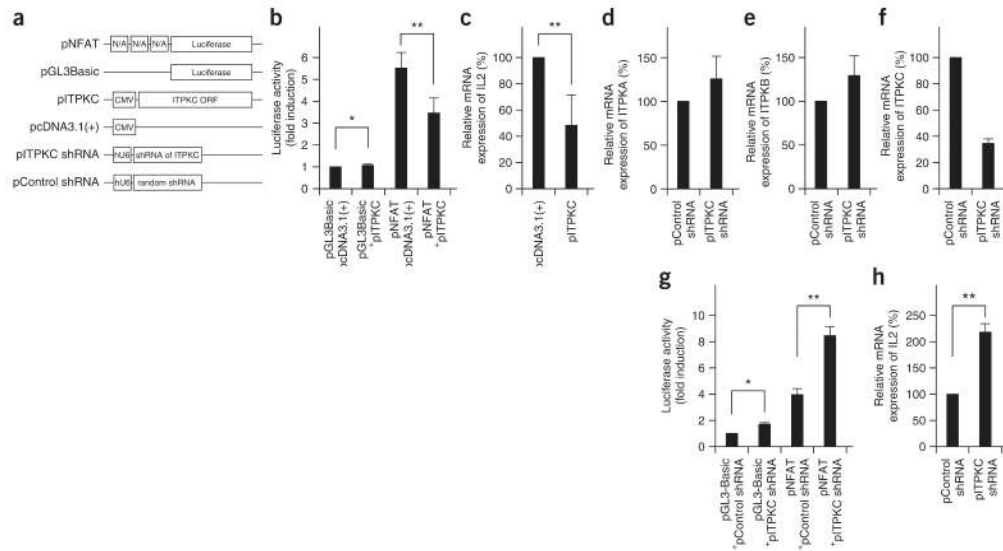 a
pNFAT
N/A N/A N/A Luciferase
pGL3Basic
Luciferase
pITPKC
CMV ITPKC ORF
pcDNA3.1(+)
CMV
pITPKC shRNA
hU6 shRNA of ITPKC
pControl shRNA
hU6 random shRNA
b
Luciferase activity
(fold induction)
6
5
4
3
2
1
0
*
**
pGL3Basic
pcDNA3.1(+)
pGL3Basic
+pITPKC
pNFAT
pcDNA3.1(+)
pNFAT
+pITPKC
c
Relative mRNA
expression of IL2 (%)
100
80
60
40
20
0
**
pcDNA3.1(+)
pITPKC
d
Relative mRNA
expression of ITPKA (%)
150
100
50
0
pControl
shRNA
pITPKC
shRNA
e
Relative mRNA
expression of ITPKB (%)
150
100
50
0
pControl
shRNA
pITPKC
shRNA
f
Relative mRNA
expression of ITPKC (%)
100
80
60
40
20
0
pControl
shRNA
pITPKC
shRNA
g
Luciferase activity
(fold induction)
10
8
6
4
2
0
*
**
pGL3-Basic
+pControl shRNA
pGL3-Basic
+pITPKC shRNA
pNFAT
+pControl shRNA
pNFAT
+pITPKC shRNA
h
Relative mRNA
expression of IL2 (%)
250
200
150
100
50
0
**
pControl
shRNA
pITPKC
shRNA